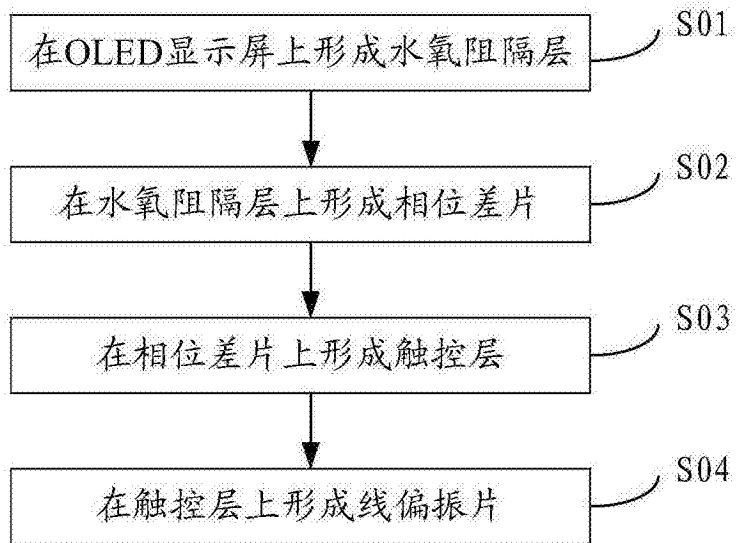 在OLED显示屏上形成水氧阻隔层
S01
在水氧阻隔层上形成相位差片
S02
在相位差片上形成触控层
S03
在触控层上形成线偏振片
S04